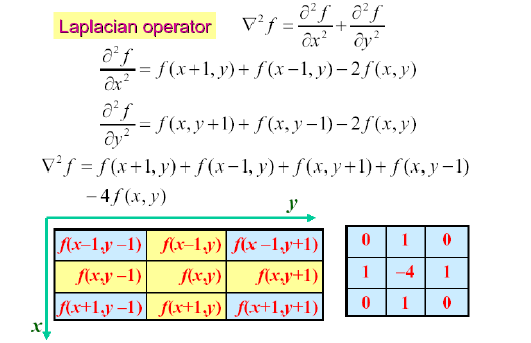 Laplacian operator ∇²f = ∂²f/∂x² + ∂²f/∂y²
∂²f/∂x² = f(x+1, y) + f(x−1, y) − 2f(x, y)
∂²f/∂y² = f(x, y+1) + f(x, y−1) − 2f(x, y)
∇²f = f(x+1, y) + f(x−1, y) + f(x, y+1) + f(x, y−1)
− 4f(x, y)
y
f(x–1,y –1) f(x–1,y) f(x –1,y+1) 0 1 0
f(x,y –1) f(x,y) f(x,y+1) 1 –4 1
f(x+1,y –1) f(x+1,y) f(x+1,y+1) 0 1 0
x